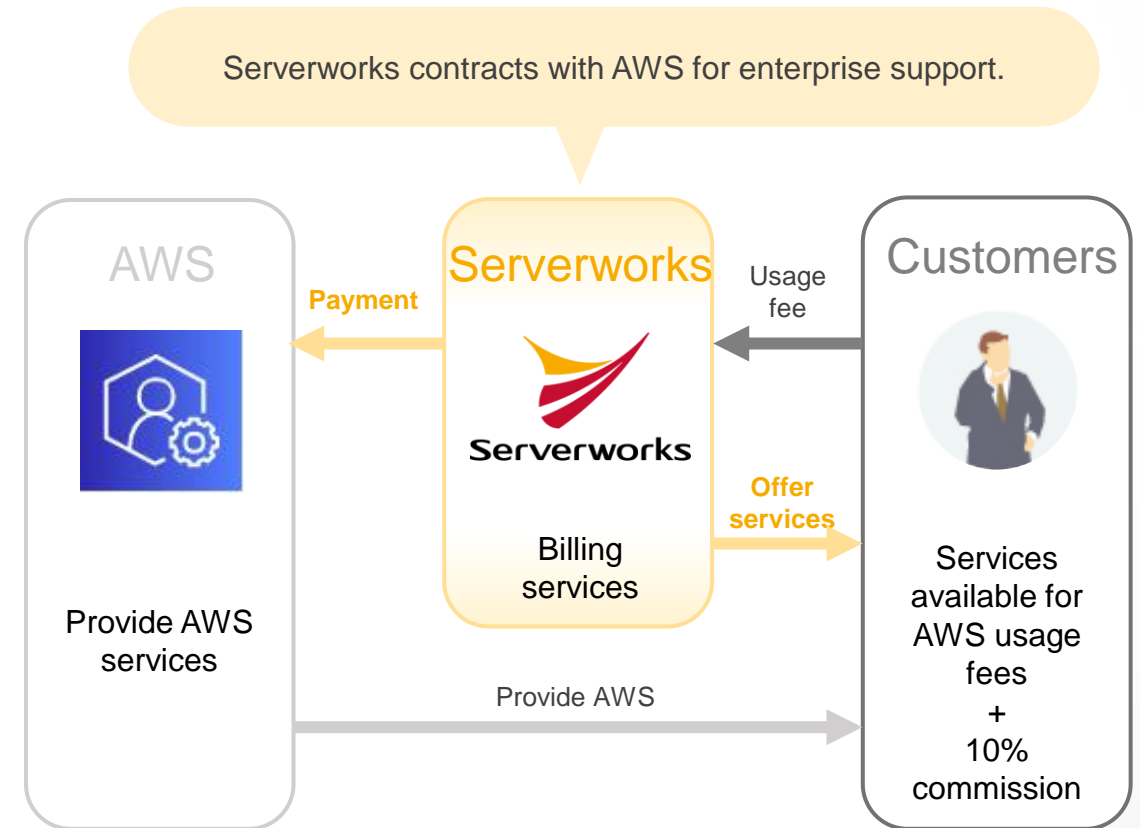 Serverworks contracts with AWS for enterprise support.
AWS
Provide AWS
services
Payment
Serverworks
Serverworks
Billing
services
Usage
fee
Offer
services
Provide AWS
Customers
Services
available for
AWS usage
fees
+
10%
commission